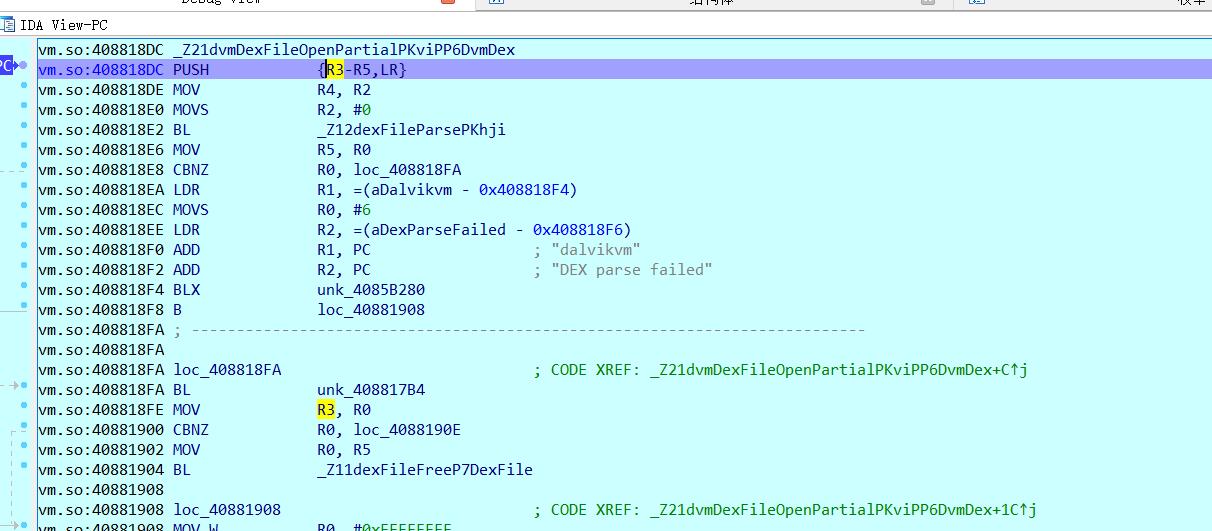 Debug View
结构体
枚举
IDA View-PC
vm.so:408818DC _Z21dvmDexFileOpenPartialPKviPP6DvmDex
PC vm.so:408818DC PUSH {R3-R5,LR}
vm.so:408818DE MOV R4, R2
vm.so:408818E0 MOVS R2, #0
vm.so:408818E2 BL _Z12dexFileParsePKhji
vm.so:408818E6 MOV R5, R0
vm.so:408818E8 CBNZ R0, loc_408818FA
vm.so:408818EA LDR R1, =(aDalvikvm - 0x408818F4)
vm.so:408818EC MOVS R0, #6
vm.so:408818EE LDR R2, =(aDexParseFailed - 0x408818F6)
vm.so:408818F0 ADD R1, PC ; "dalvikvm"
vm.so:408818F2 ADD R2, PC ; "DEX parse failed"
vm.so:408818F4 BLX unk_4085B280
vm.so:408818F8 B loc_40881908
vm.so:408818FA ; ---------------------------------------------------------------------------
vm.so:408818FA
vm.so:408818FA loc_408818FA ; CODE XREF: _Z21dvmDexFileOpenPartialPKviPP6DvmDex+C↑j
vm.so:408818FA BL unk_408817B4
vm.so:408818FE MOV R3, R0
vm.so:40881900 CBNZ R0, loc_4088190E
vm.so:40881902 MOV R0, R5
vm.so:40881904 BL _Z11dexFileFreeP7DexFile
vm.so:40881908
vm.so:40881908 loc_40881908 ; CODE XREF: _Z21dvmDexFileOpenPartialPKviPP6DvmDex+1C↑j
vm.so:40881908 MOV.W R0, #0xFFFFFFFF